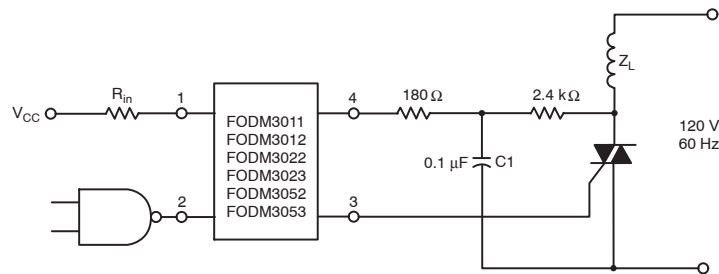 Z_L
R_in
1
V_CC
FODM3011
FODM3012
FODM3022
FODM3023
FODM3052
FODM3053
4
180 Ω
2.4 kΩ
120 V
60 Hz
0.1 µF
C1
2
3